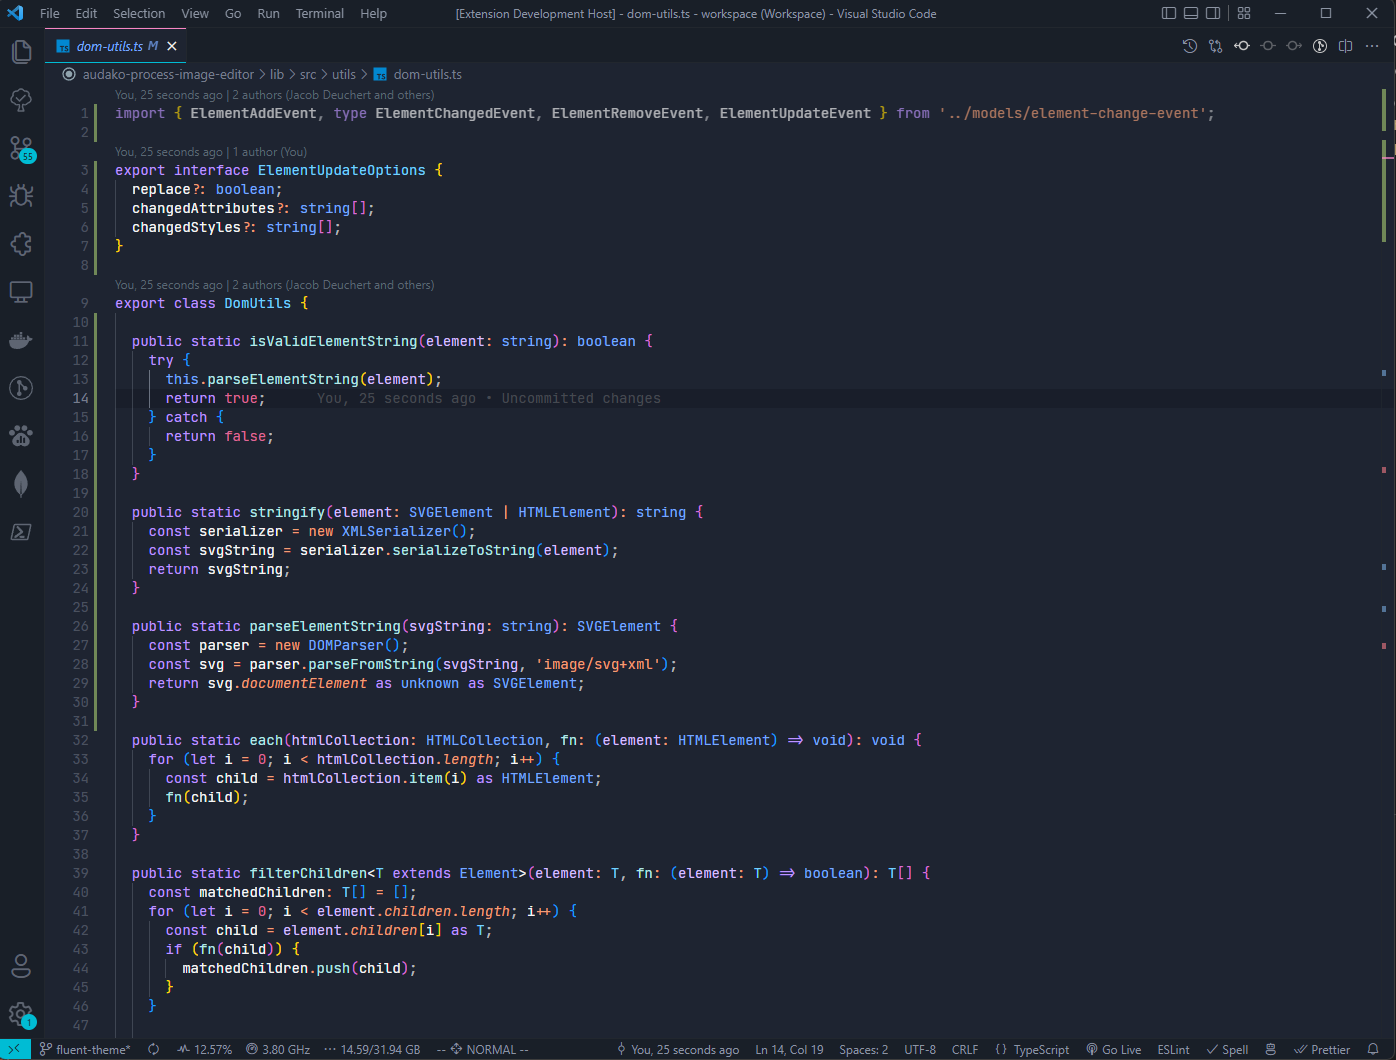 File Edit Selection View Go Run Terminal Help [Extension Development Host] - dom-utils.ts - workspace (Workspace) - Visual Studio Code
TS dom-utils.ts M
audako-process-image-editor > lib > src > utils > TS dom-utils.ts
You, 25 seconds ago | 2 authors (Jacob Deuchert and others)
1 import { ElementAddEvent, type ElementChangedEvent, ElementRemoveEvent, ElementUpdateEvent } from '../models/element-change-event';
2
You, 25 seconds ago | 1 author (You)
3 export interface ElementUpdateOptions {
4 replace?: boolean;
5 changedAttributes?: string[];
6 changedStyles?: string[];
7 }
8
You, 25 seconds ago | 2 authors (Jacob Deuchert and others)
9 export class DomUtils {
10
11 public static isValidElementString(element: string): boolean {
12 try {
13 this.parseElementString(element);
14 return true; You, 25 seconds ago • Uncommitted changes
15 } catch {
16 return false;
17 }
18 }
19
20 public static stringify(element: SVGElement | HTMLElement): string {
21 const serializer = new XMLSerializer();
22 const svgString = serializer.serializeToString(element);
23 return svgString;
24 }
25
26 public static parseElementString(svgString: string): SVGElement {
27 const parser = new DOMParser();
28 const svg = parser.parseFromString(svgString, 'image/svg+xml');
29 return svg.documentElement as unknown as SVGElement;
30 }
31
32 public static each(htmlCollection: HTMLCollection, fn: (element: HTMLElement) => void): void {
33 for (let i = 0; i < htmlCollection.length; i++) {
34 const child = htmlCollection.item(i) as HTMLElement;
35 fn(child);
36 }
37 }
38
39 public static filterChildren<T extends Element>(element: T, fn: (element: T) => boolean): T[] {
40 const matchedChildren: T[] = [];
41 for (let i = 0; i < element.children.length; i++) {
42 const child = element.children[i] as T;
43 if (fn(child)) {
44 matchedChildren.push(child);
45 }
46 }
47
55
1
fluent-theme* 12.57% 3.80 GHz 14.59/31.94 GB -- NORMAL -- You, 25 seconds ago Ln 14, Col 19 Spaces: 2 UTF-8 CRLF {} TypeScript Go Live ESLint Spell Prettier